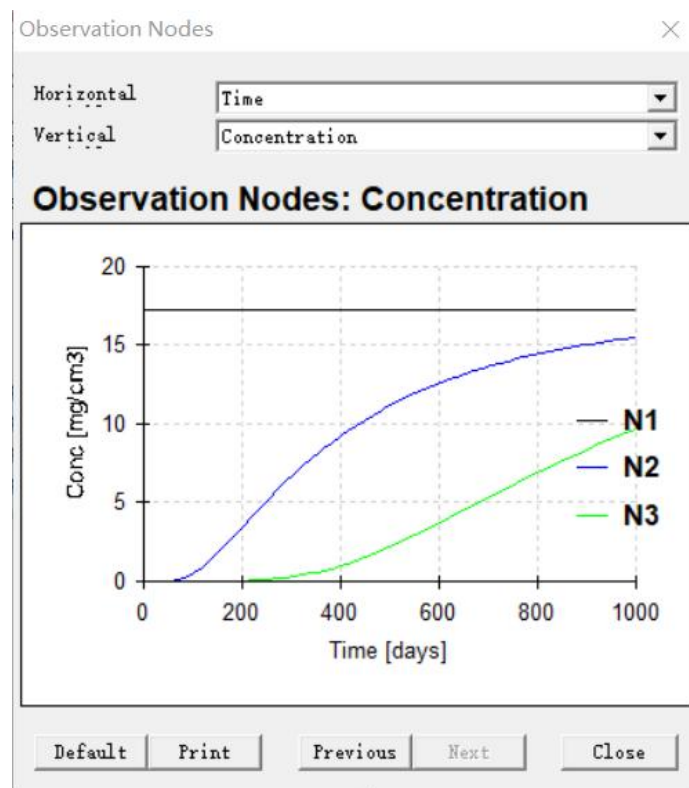 Observation Nodes
Horizontal Time
Vertical Concentration
Observation Nodes: Concentration
Conc [mg/cm3]
20
15
10
5
0
0 200 400 600 800 1000
Time [days]
N1
N2
N3
Default Print Previous Next Close